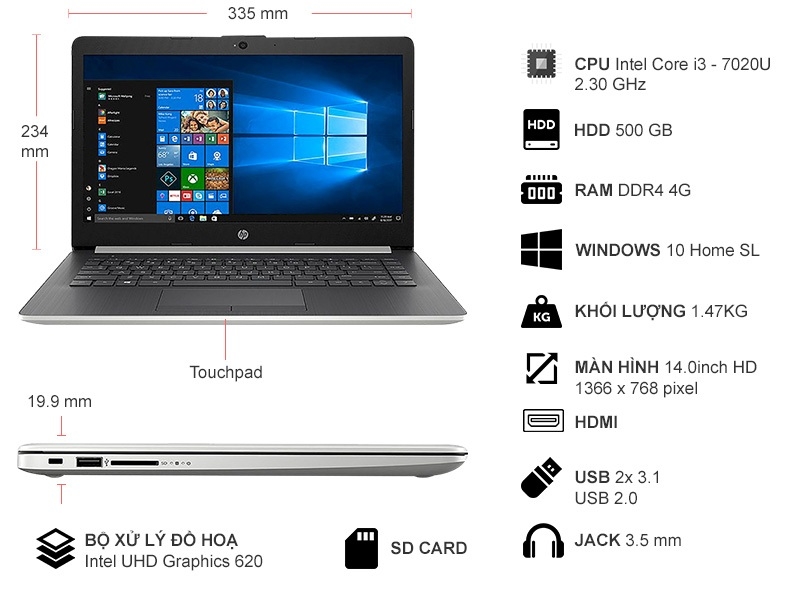 335 mm
234
mm
hp
Touchpad
19.9 mm
SD
BỘ XỬ LÝ ĐỒ HOẠ
Intel UHD Graphics 620
SD CARD
CPU Intel Core i3 - 7020U
2.30 GHz
HDD
HDD 500 GB
RAM DDR4 4G
WINDOWS 10 Home SL
KG
KHỐI LƯỢNG 1.47KG
MÀN HÌNH 14.0inch HD
1366 x 768 pixel
HDMI
USB 2x 3.1
USB 2.0
JACK 3.5 mm